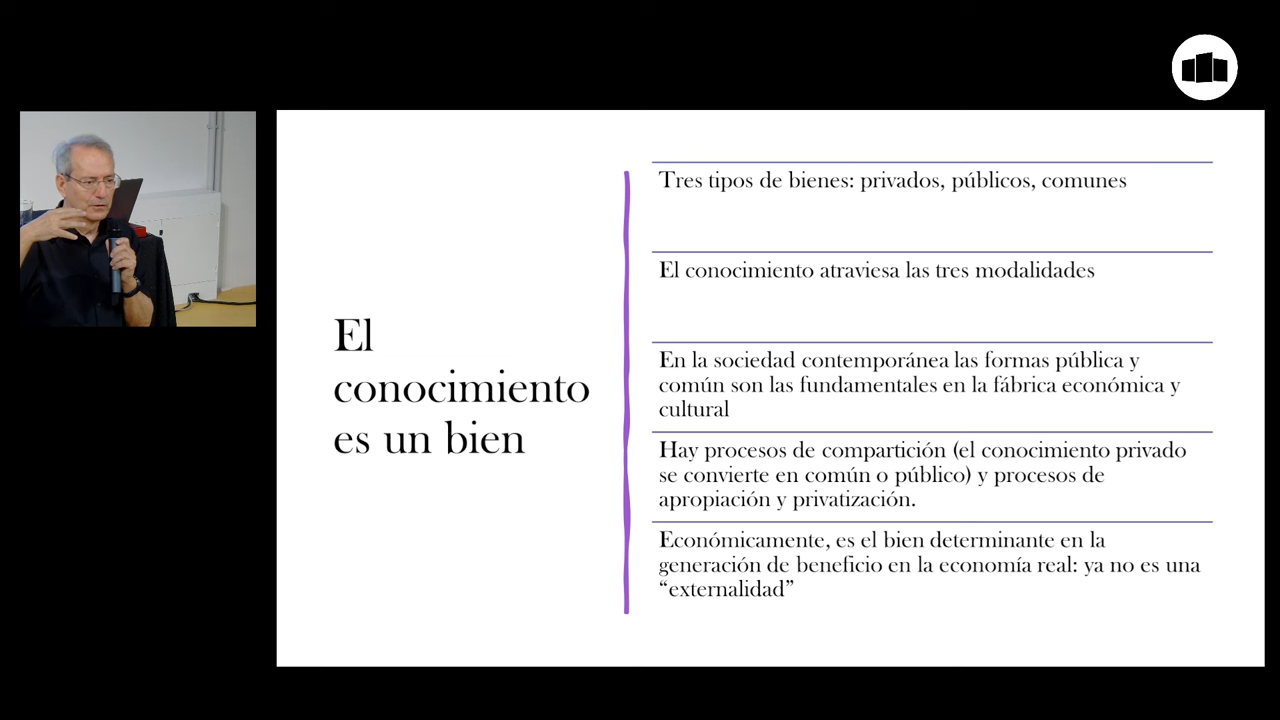 El
conocimiento
es un bien
Tres tipos de bienes: privados, públicos, comunes
El conocimiento atraviesa las tres modalidades
En la sociedad contemporánea las formas pública y
común son las fundamentales en la fábrica económica y
cultural
Hay procesos de compartición (el conocimiento privado
se convierte en común o público) y procesos de
apropiación y privatización.
Económicamente, es el bien determinante en la
generación de beneficio en la economía real: ya no es una
“externalidad”